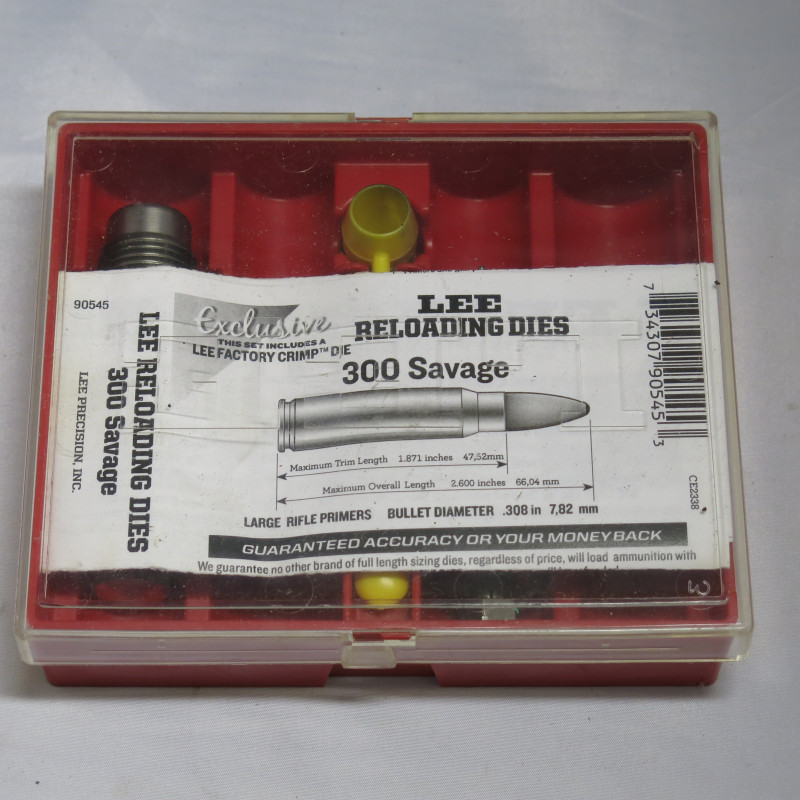 90545
LEE RELOADING DIES
300 Savage
LEE PRECISION, INC.
Exclusive
THIS SET INCLUDES A
LEE FACTORY CRIMP™ DIE
LEE
RELOADING DIES
300 Savage
Maximum Trim Length 1.871 inches 47,52mm
Maximum Overall Length 2.600 inches 66,04 mm
LARGE RIFLE PRIMERS BULLET DIAMETER .308 in 7,82 mm
GUARANTEED ACCURACY OR YOUR MONEY BACK
We guarantee no other brand of full length sizing dies, regardless of price, will load ammunition with
7 34307 90545 3
CE2338
3